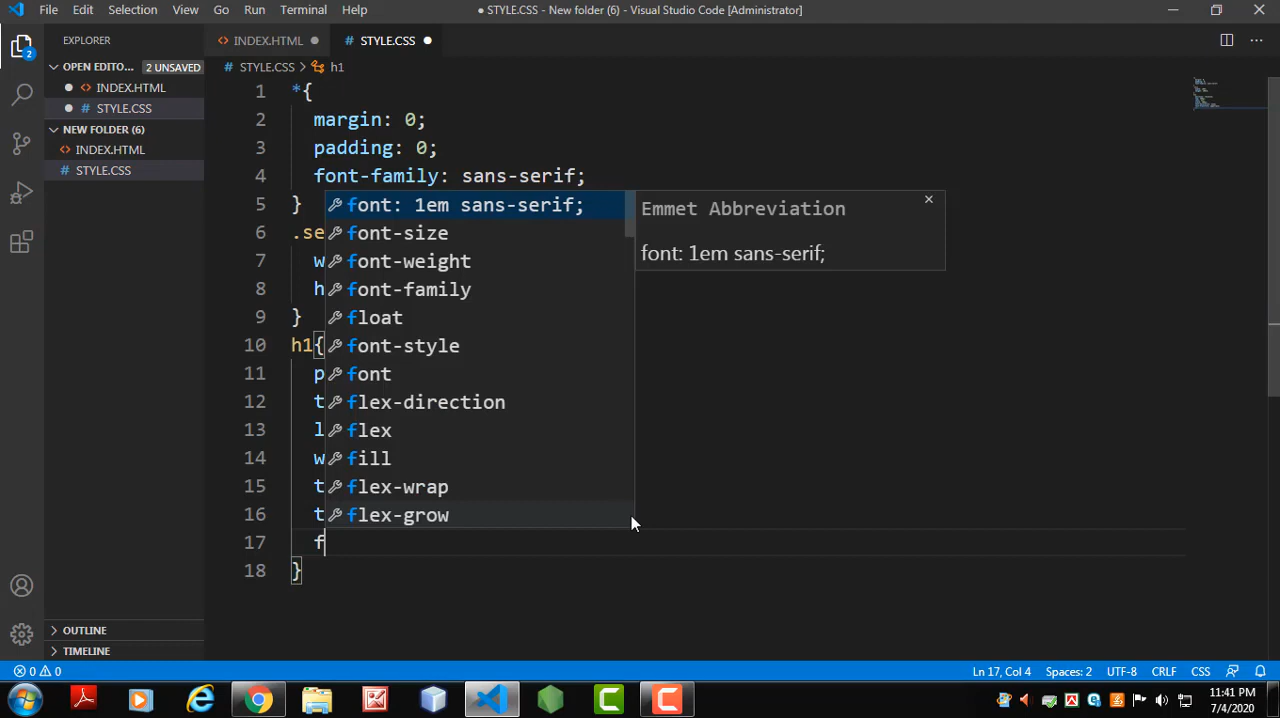 File Edit Selection View Go Run Terminal Help
● STYLE.CSS - New folder (6) - Visual Studio Code [Administrator]
EXPLORER
OPEN EDITO... 2 UNSAVED
INDEX.HTML
# STYLE.CSS
NEW FOLDER (6)
INDEX.HTML
# STYLE.CSS
OUTLINE
TIMELINE
2
INDEX.HTML ●
# STYLE.CSS ●
# STYLE.CSS > h1
1 *{
2 margin: 0;
3 padding: 0;
4 font-family: sans-serif;
5 }
6 .se
7 w
8 h
9 }
10 h1{
11 p
12 t
13 l
14 w
15 t
16 t
17 f
18 }
font: 1em sans-serif;
font-size
font-weight
font-family
float
font-style
font
flex-direction
flex
fill
flex-wrap
flex-grow
Emmet Abbreviation
font: 1em sans-serif;
0 0
Ln 17, Col 4 Spaces: 2 UTF-8 CRLF CSS
11:41 PM
7/4/2020